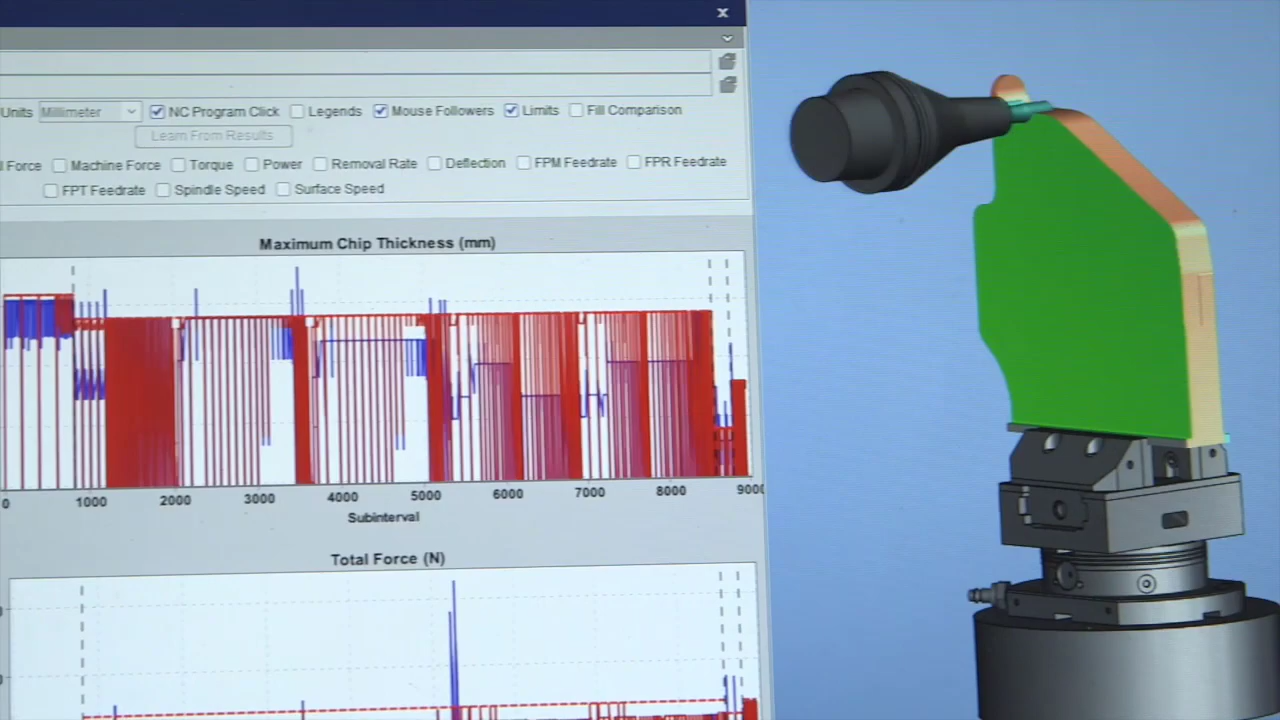 x
Units Millimeter NC Program Click Legends Mouse Followers Limits Fill Comparison
Learn From Results
Force Machine Force Torque Power Removal Rate Deflection FPM Feedrate FPR Feedrate
FPT Feedrate Spindle Speed Surface Speed
Maximum Chip Thickness (mm)
0 1000 2000 3000 4000 5000 6000 7000 8000 9000
Subinterval
Total Force (N)